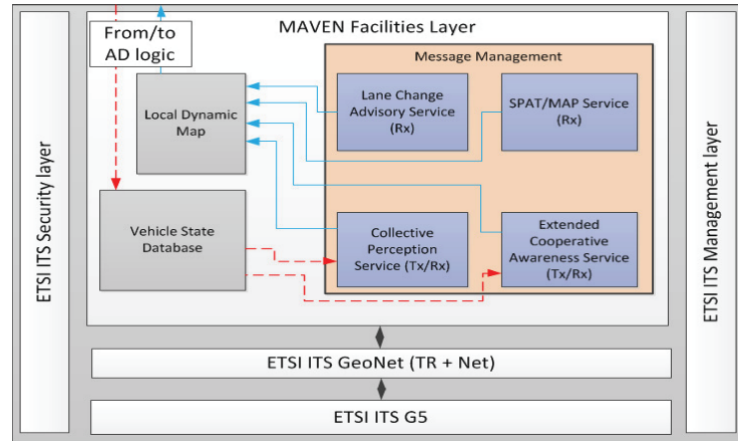 From/to
AD logic
MAVEN Facilities Layer
Message Management
Local Dynamic
Map
Lane Change
Advisory Service
(Rx)
SPAT/MAP Service
(Rx)
Vehicle State
Database
Collective
Perception
Service (Tx/Rx)
Extended
Cooperative
Awareness Service
(Tx/Rx)
ETSI ITS Security layer
ETSI ITS Management layer
ETSI ITS GeoNet (TR + Net)
ETSI ITS G5